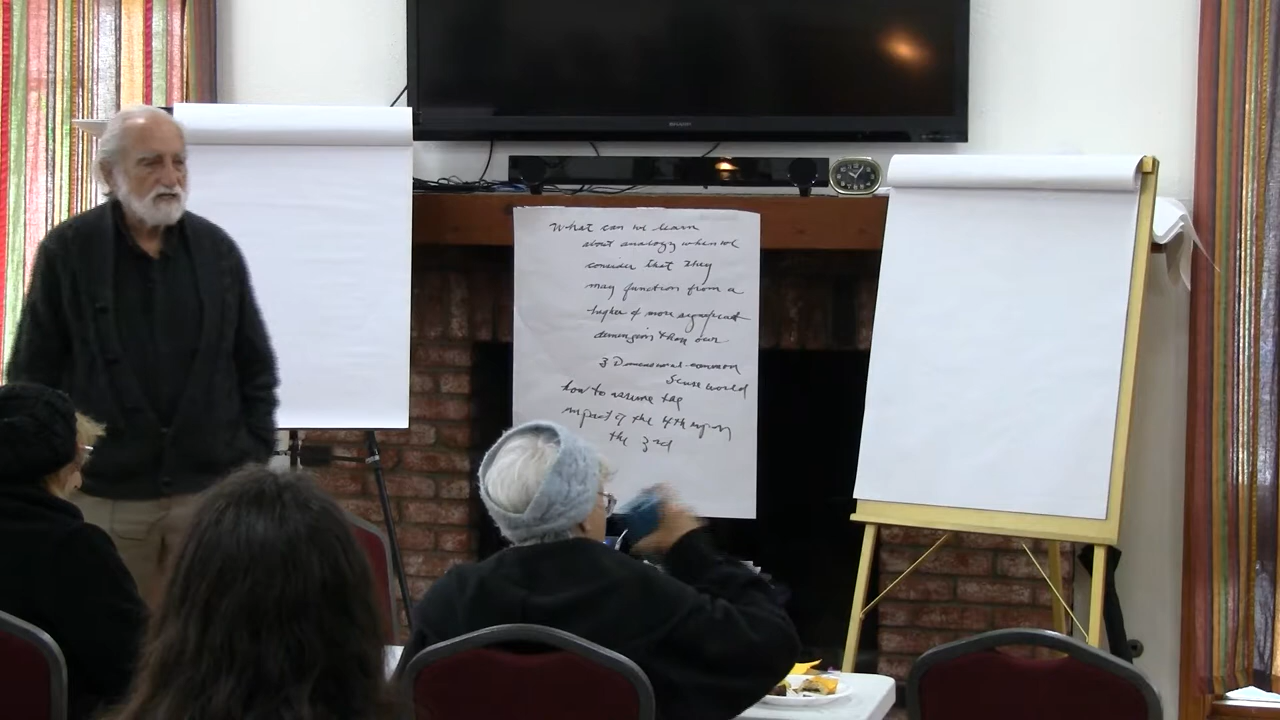 SHARP
What can we learn
about analogy when we
consider that they
may function from a
higher & more significant
dimension than our
3 Dimensional common
sense world
how to assume the
impact of the 4th upon
the 3rd